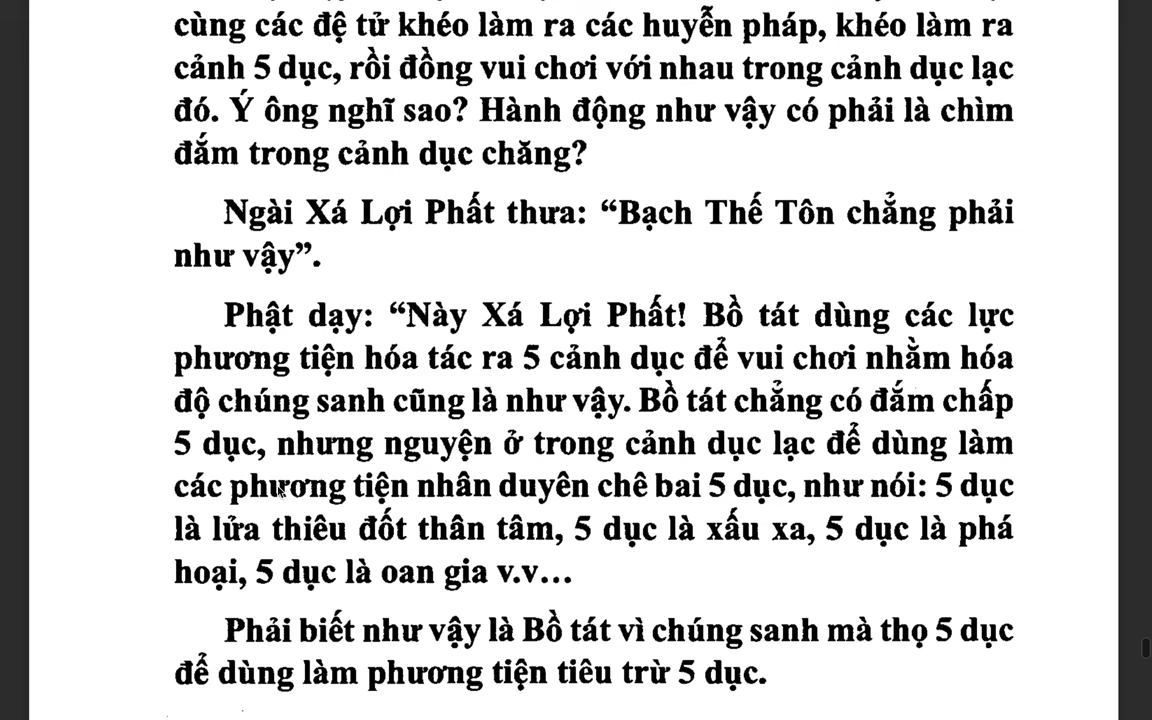 cùng các đệ tử khéo làm ra các huyễn pháp, khéo làm ra
cảnh 5 dục, rồi đồng vui chơi với nhau trong cảnh dục lạc
đó. Ý ông nghĩ sao? Hành động như vậy có phải là chìm
đắm trong cảnh dục chăng?
Ngài Xá Lợi Phất thưa: “Bạch Thế Tôn chẳng phải
như vậy”.
Phật dạy: “Này Xá Lợi Phất! Bồ tát dùng các lực
phương tiện hóa tác ra 5 cảnh dục để vui chơi nhằm hóa
độ chúng sanh cũng là như vậy. Bồ tát chẳng có đắm chấp
5 dục, nhưng nguyện ở trong cảnh dục lạc để dùng làm
các phương tiện nhân duyên chê bai 5 dục, như nói: 5 dục
là lửa thiêu đốt thân tâm, 5 dục là xấu xa, 5 dục là phá
hoại, 5 dục là oan gia v.v…
Phải biết như vậy là Bồ tát vì chúng sanh mà thọ 5 dục
để dùng làm phương tiện tiêu trừ 5 dục.